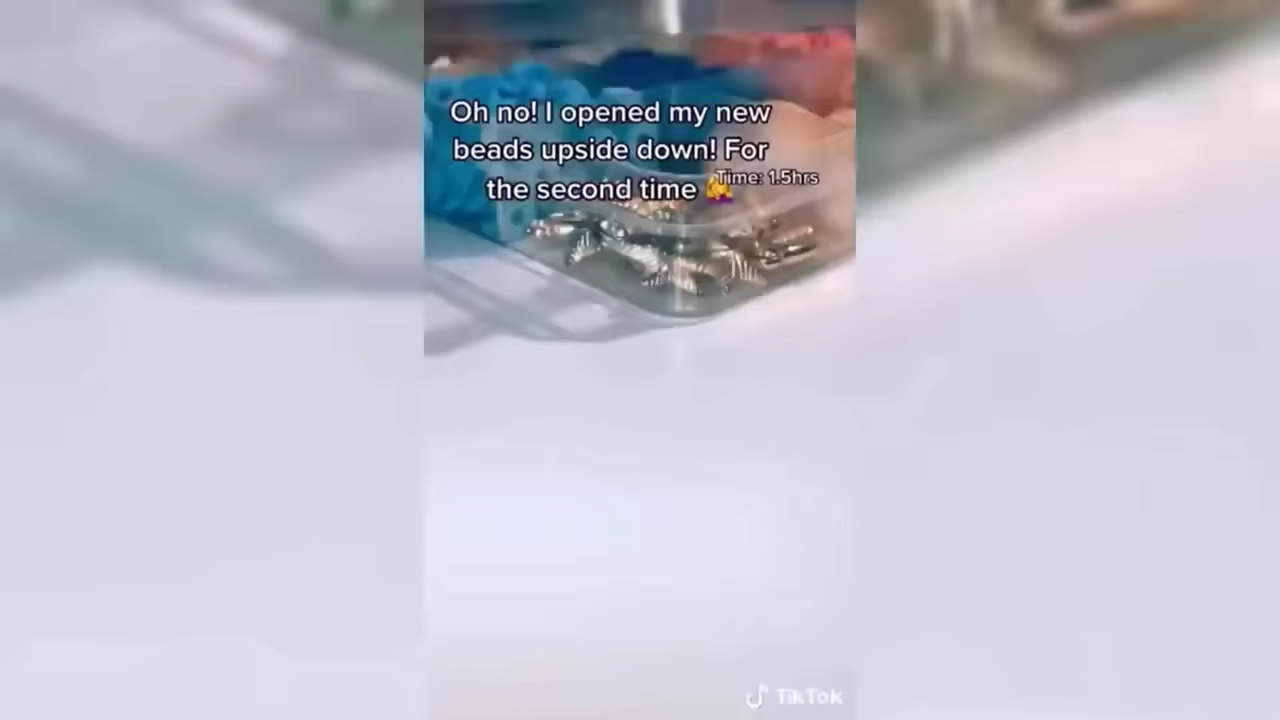 Oh no! I opened my new
beads upside down! For
the second time 🤦‍♀️
Time: 1.5hrs
TikTok